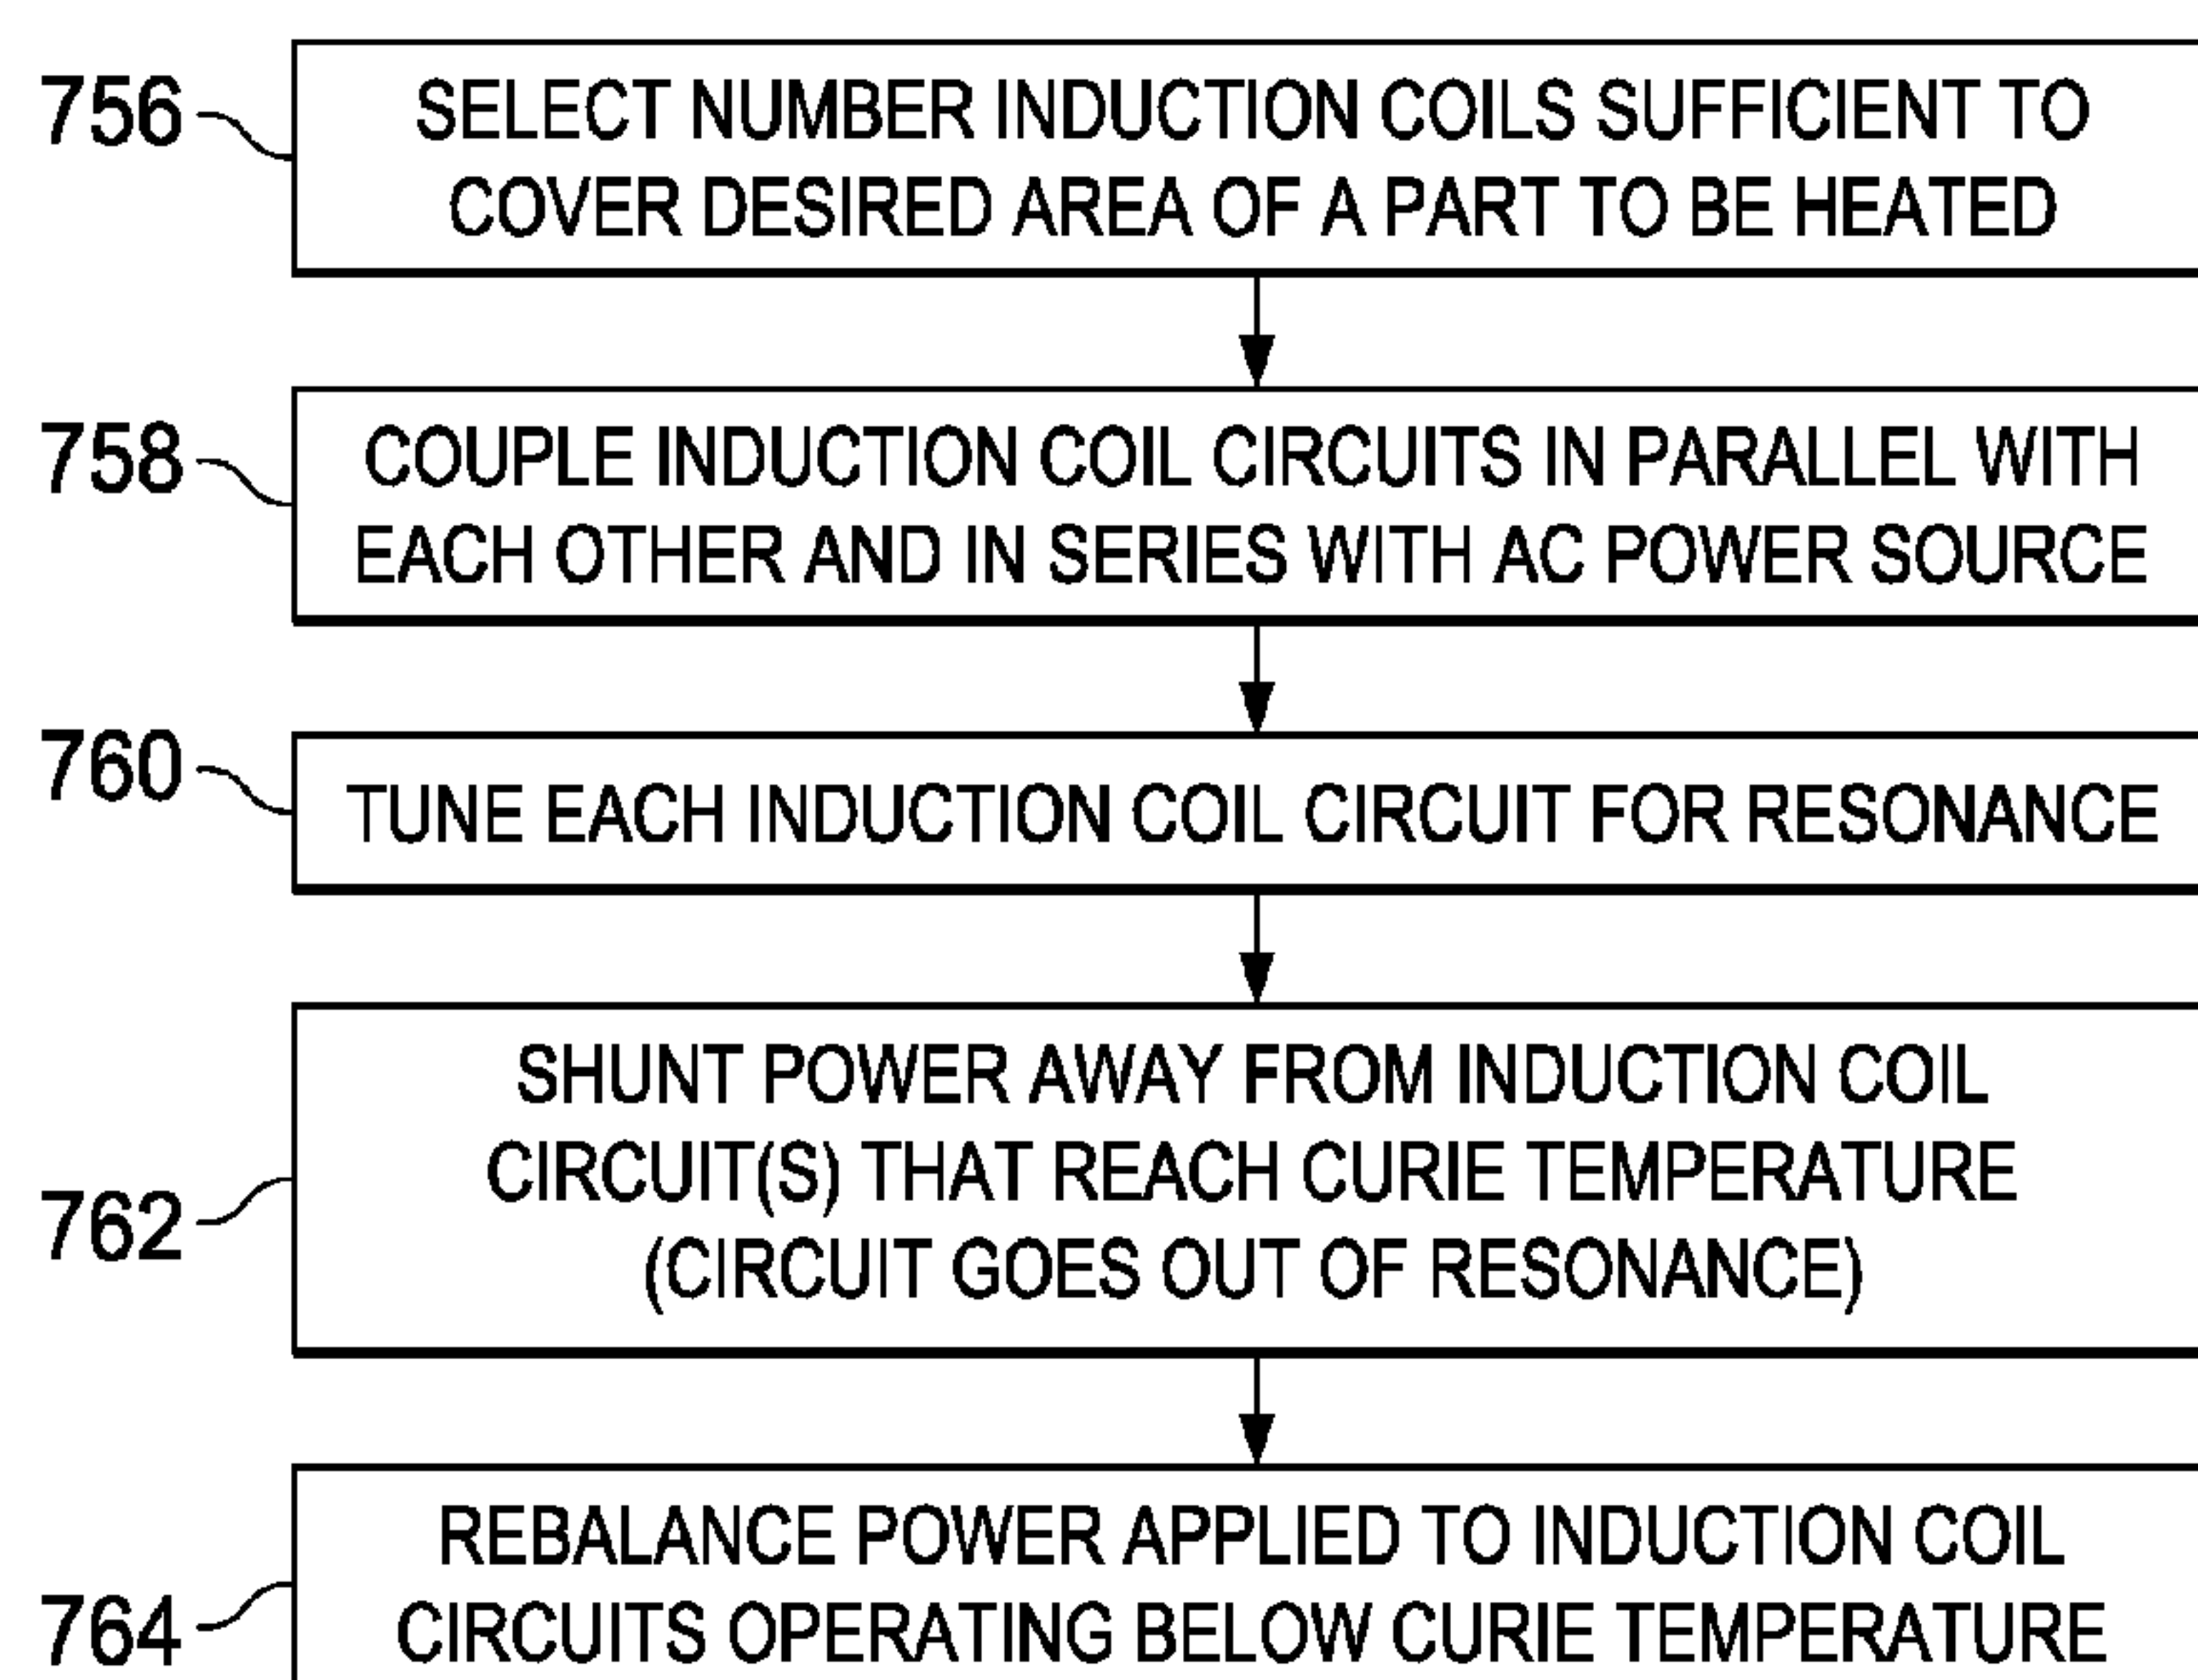 756
SELECT NUMBER INDUCTION COILS SUFFICIENT TO
COVER DESIRED AREA OF A PART TO BE HEATED
758
COUPLE INDUCTION COIL CIRCUITS IN PARALLEL WITH
EACH OTHER AND IN SERIES WITH AC POWER SOURCE
760
TUNE EACH INDUCTION COIL CIRCUIT FOR RESONANCE
762
SHUNT POWER AWAY FROM INDUCTION COIL
CIRCUIT(S) THAT REACH CURIE TEMPERATURE
(CIRCUIT GOES OUT OF RESONANCE)
764
REBALANCE POWER APPLIED TO INDUCTION COIL
CIRCUITS OPERATING BELOW CURIE TEMPERATURE